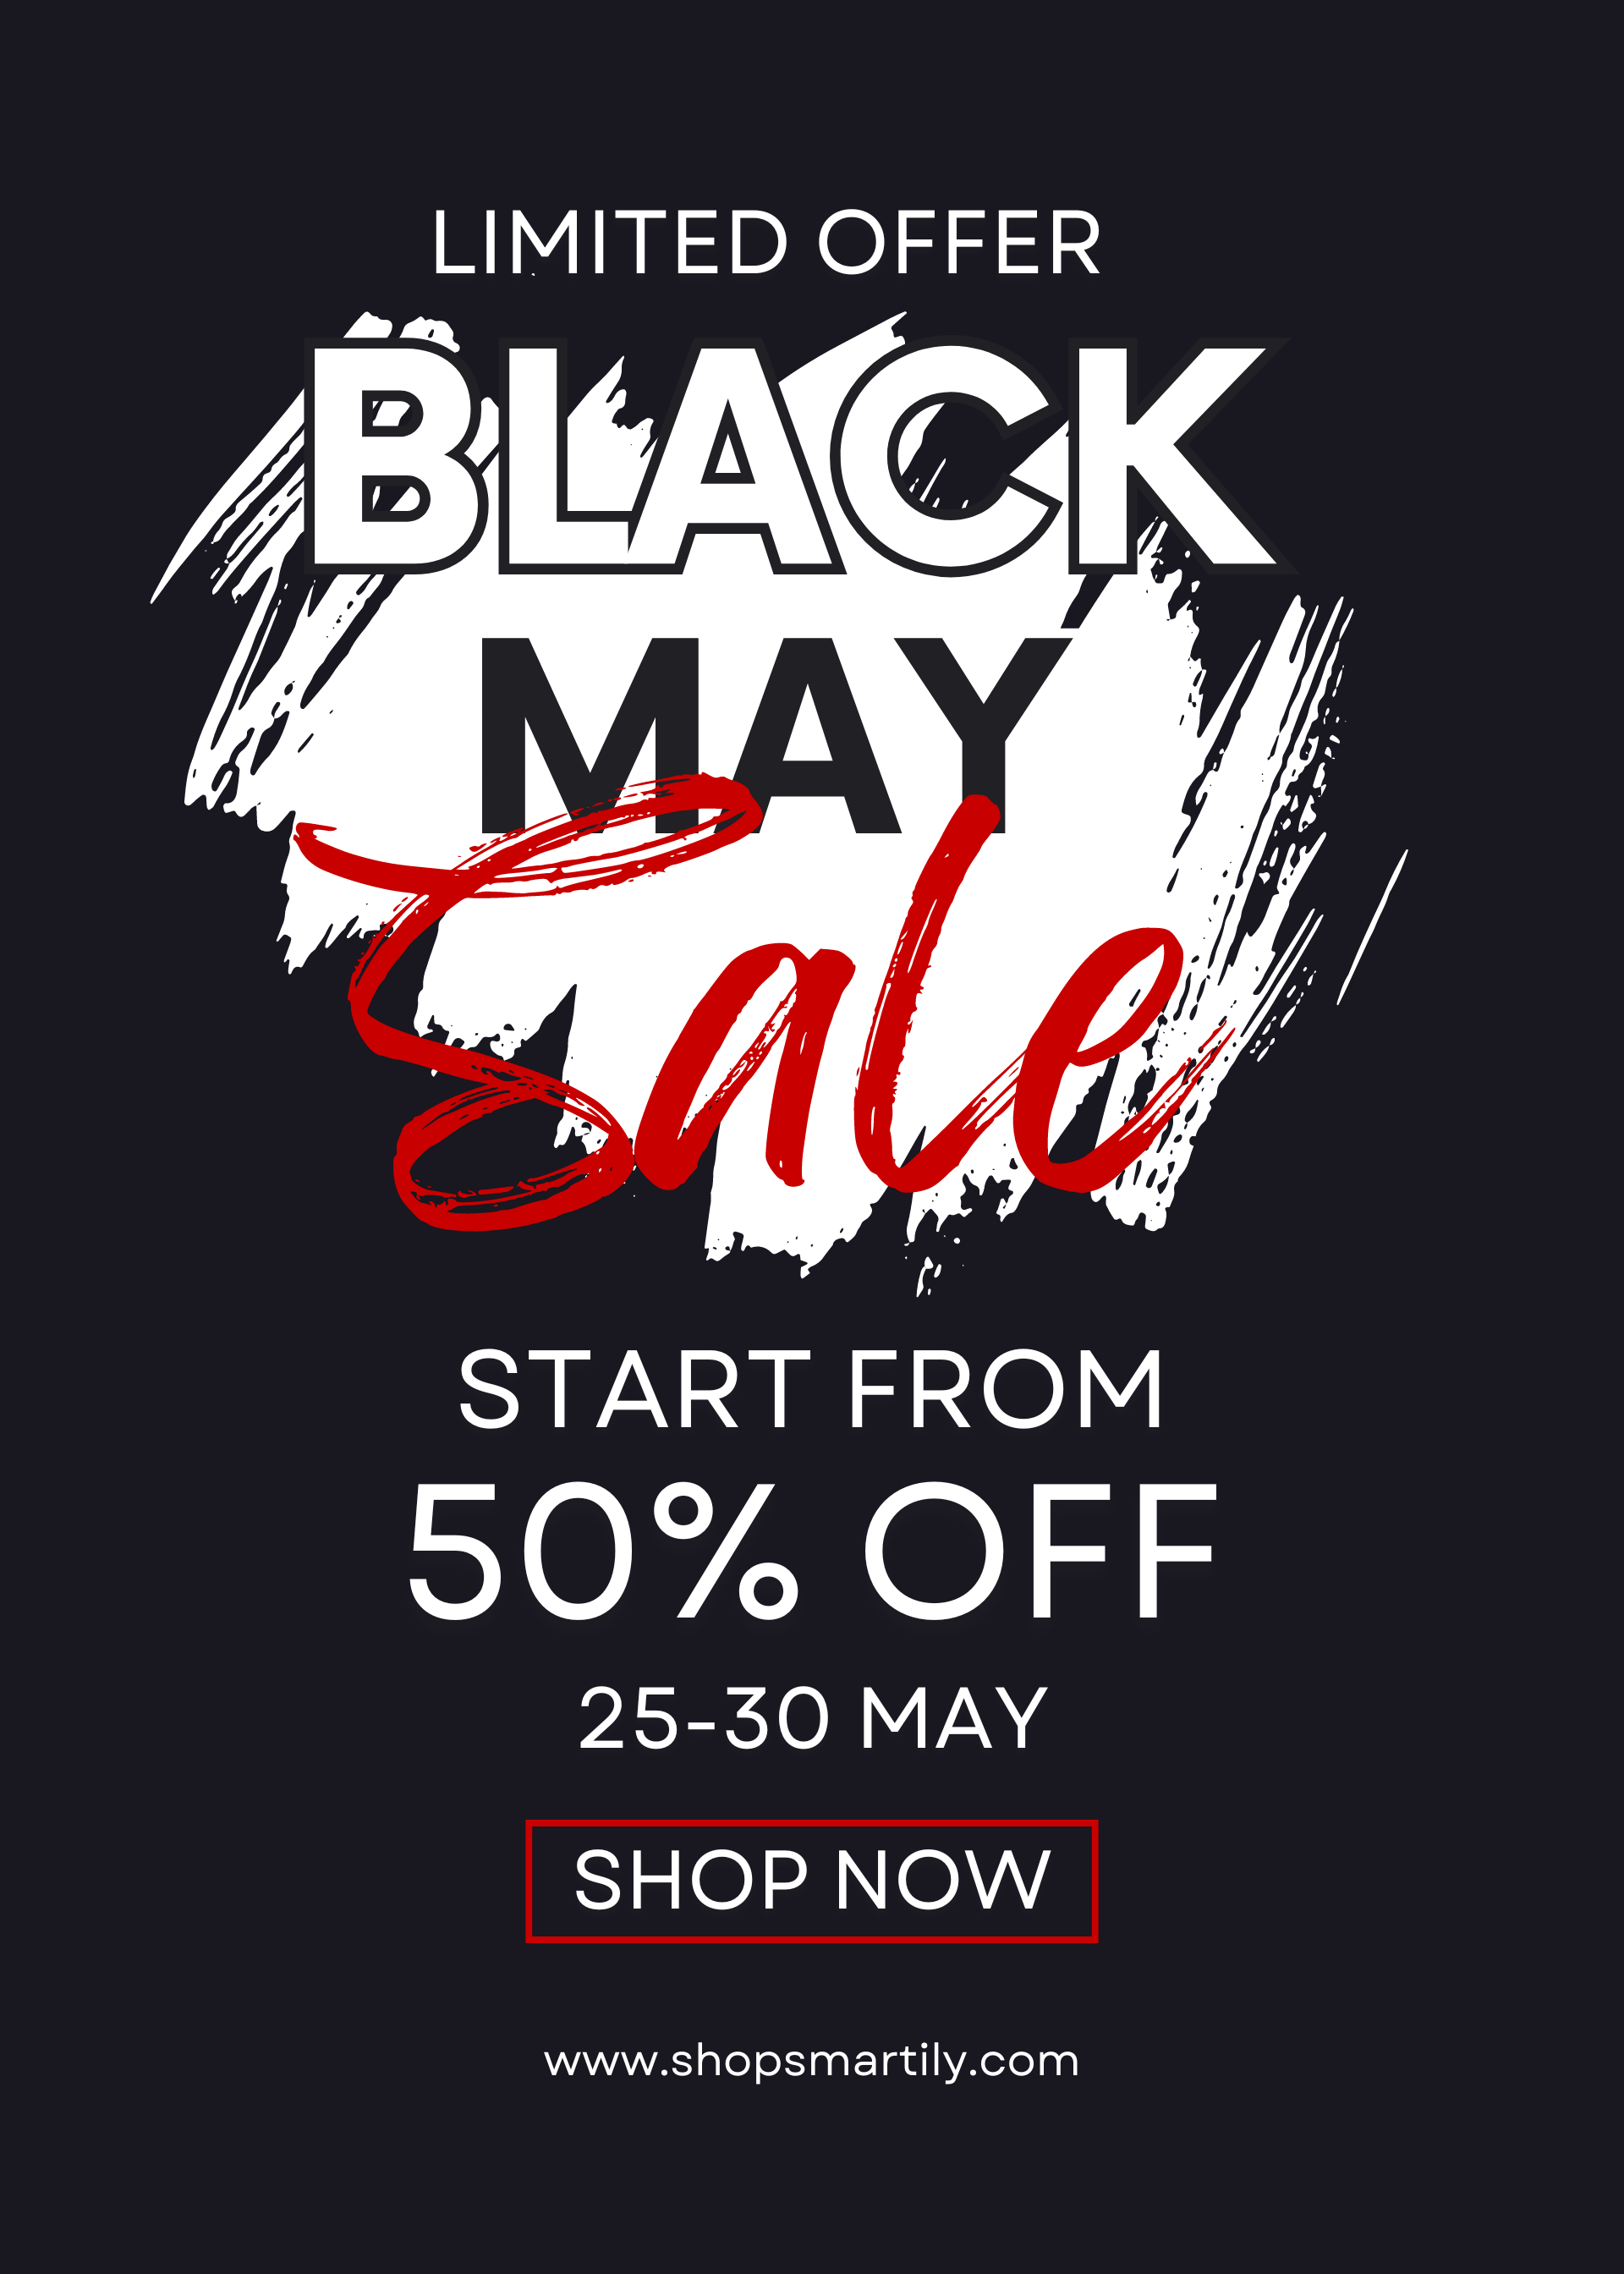 LIMITED OFFER
BLACK
MAY
Sale
START FROM
50% OFF
25-30 MAY
SHOP NOW
www.shopsmartily.com